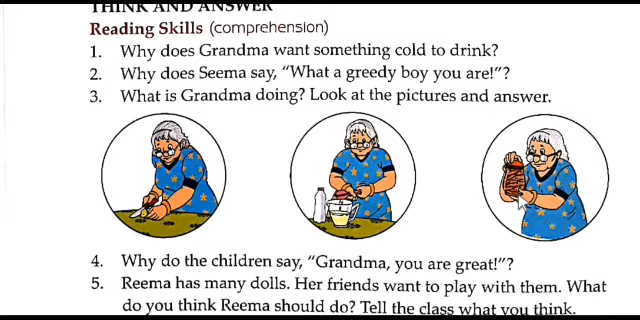 THINK AND ANSWER
Reading Skills (comprehension)
1. Why does Grandma want something cold to drink?
2. Why does Seema say, “What a greedy boy you are!”?
3. What is Grandma doing? Look at the pictures and answer.
4. Why do the children say, “Grandma, you are great!”?
5. Reema has many dolls. Her friends want to play with them. What
do you think Reema should do? Tell the class what you think.